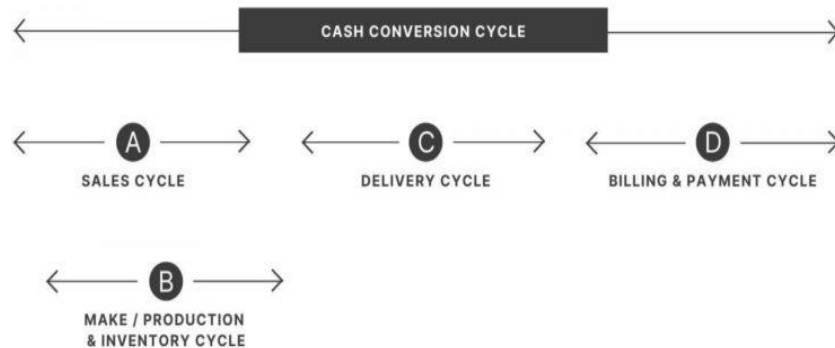 CASH CONVERSION CYCLE
A
SALES CYCLE
C
DELIVERY CYCLE
D
BILLING & PAYMENT CYCLE
B
MAKE / PRODUCTION
& INVENTORY CYCLE